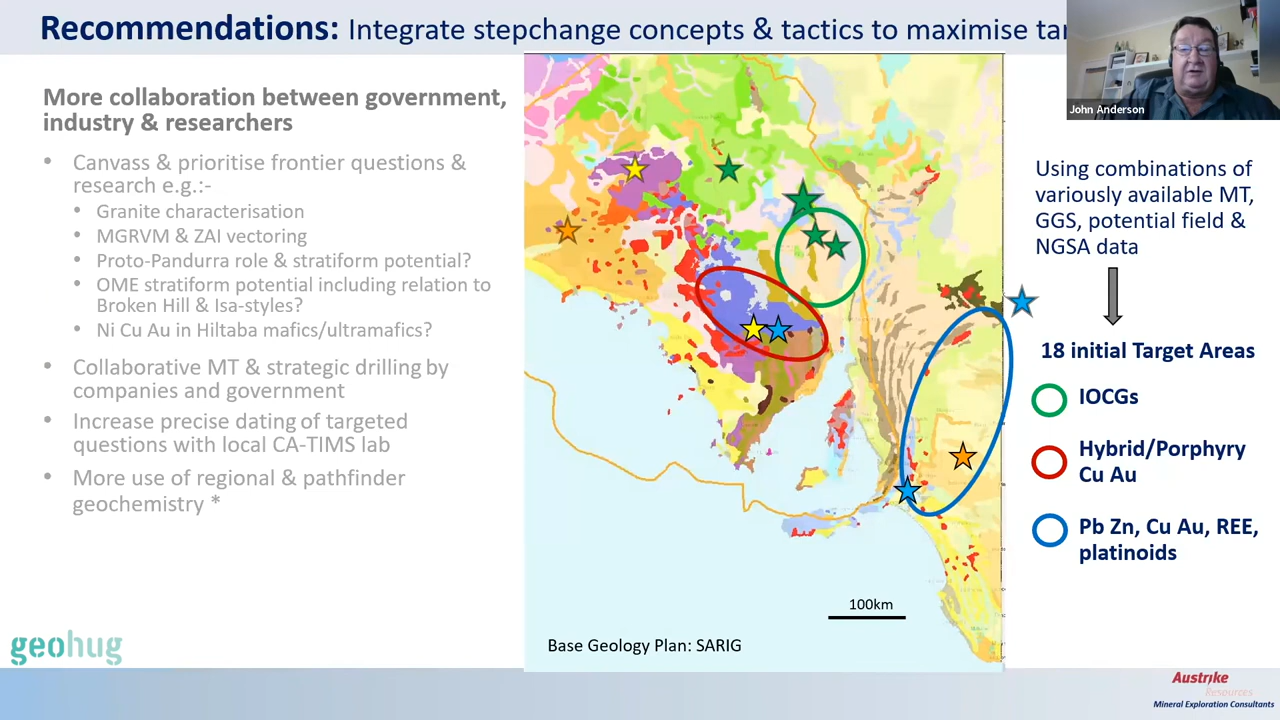 Recommendations: Integrate stepchange concepts & tactics to maximise
John Anderson
More collaboration between government,
industry & researchers
• Canvass & prioritise frontier questions &
research e.g.:-
• Granite characterisation
• MGRVM & ZAI vectoring
• Proto-Pandurra role & stratiform potential?
• OME stratiform potential including relation to
Broken Hill & Isa-styles?
• Ni Cu Au in Hiltaba mafics/ultramafics?
• Collaborative MT & strategic drilling by
companies and government
• Increase precise dating of targeted
questions with local CA-TIMS lab
• More use of regional & pathfinder
geochemistry *
100km
Base Geology Plan: SARIG
Using combinations of
variously available MT,
GGS, potential field &
NGSA data
18 initial Target Areas
IOCGs
Hybrid/Porphyry
Cu Au
Pb Zn, Cu Au, REE,
platinoids
geohug
Austrike
Resources
Mineral Exploration Consultants